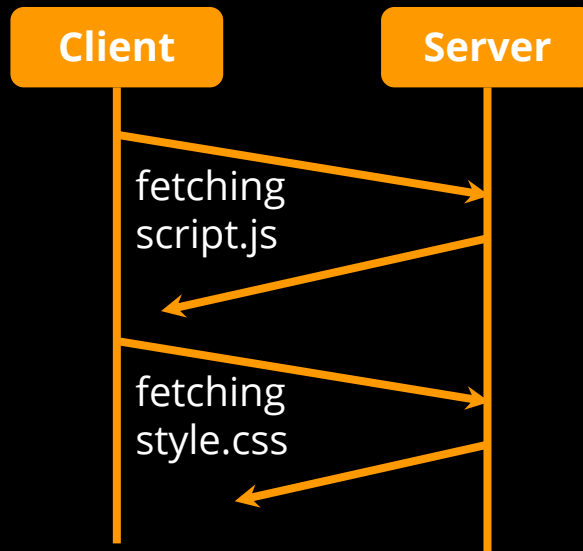 Client
Server
fetching
script.js
fetching
style.css